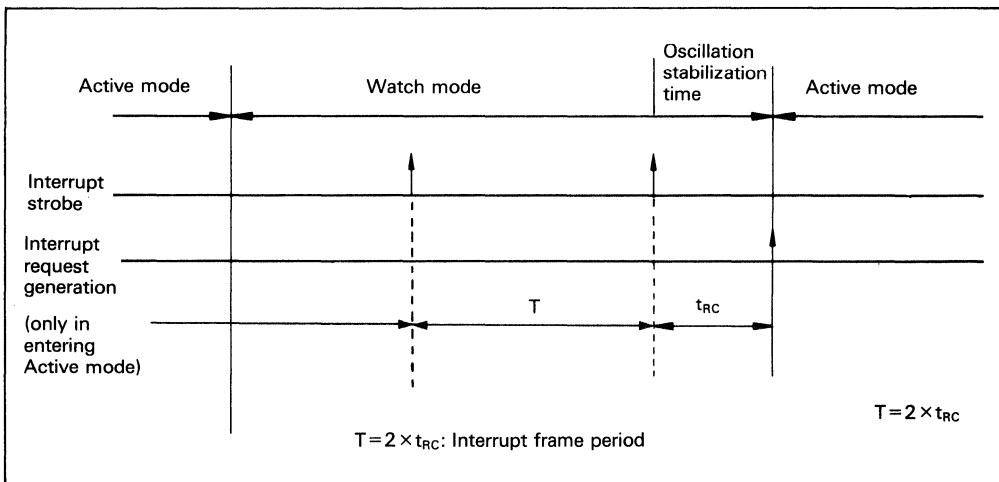 Oscillation
stabilization
time
Active mode
Watch mode
Active mode
Interrupt
strobe
Interrupt
request
generation
(only in
entering
Active mode)
T
tRC
T=2×tRC
T=2×tRC: Interrupt frame period